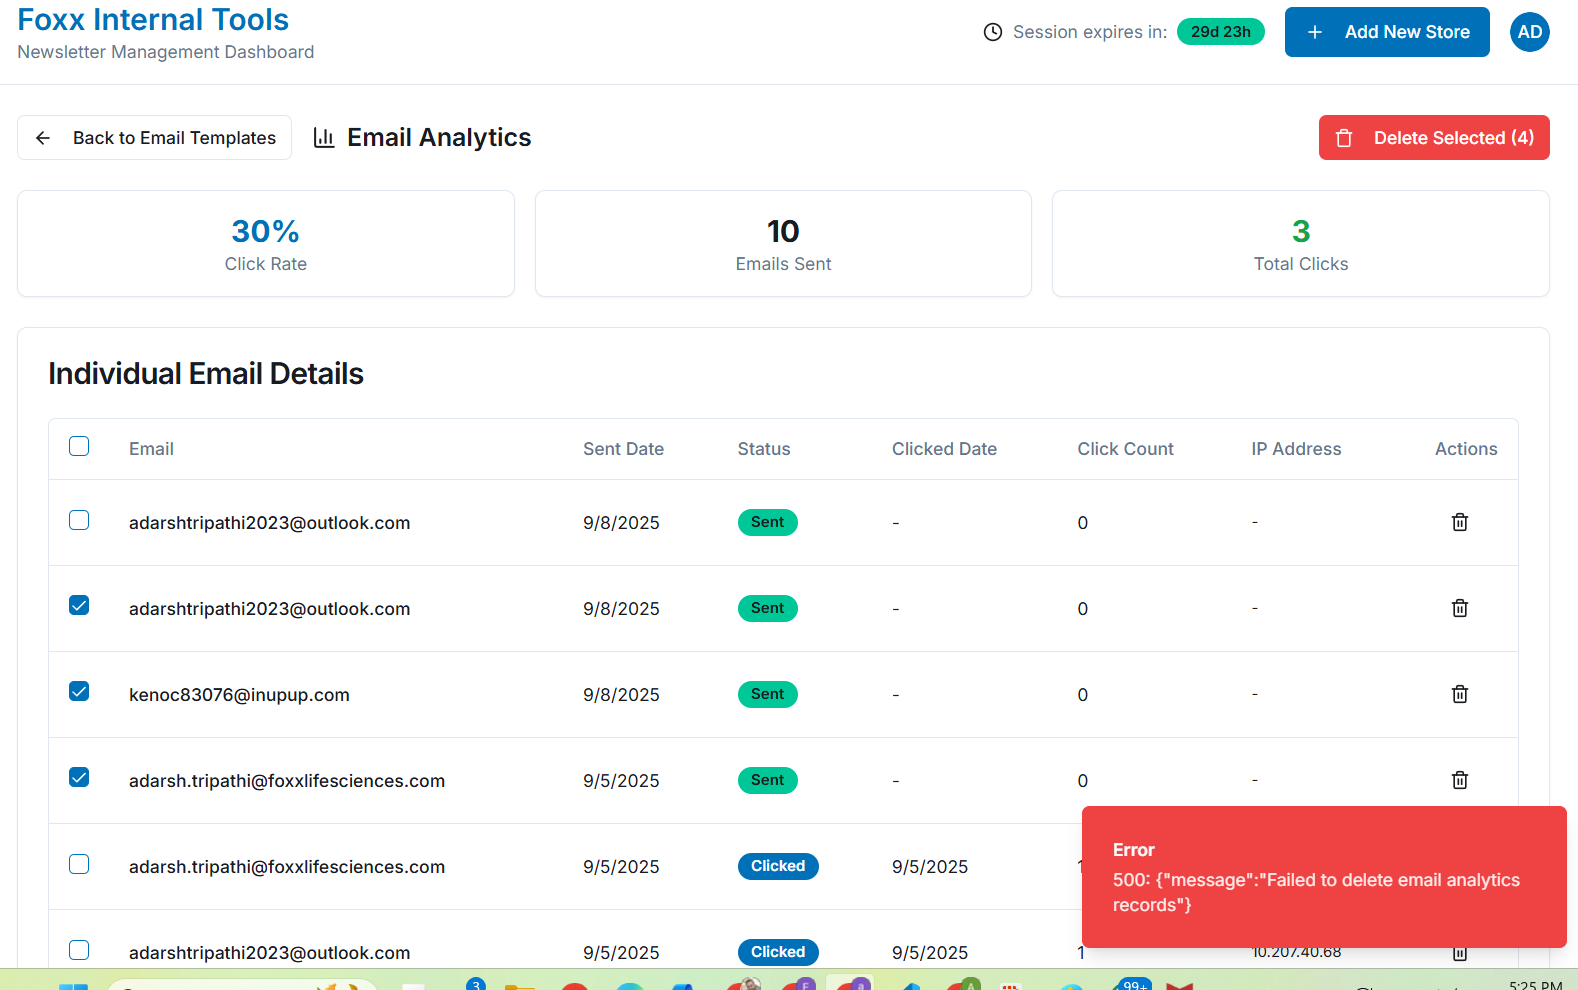 Foxx Internal Tools
Newsletter Management Dashboard
Session expires in: 29d 23h
Add New Store
AD
Back to Email Templates
Email Analytics
Delete Selected (4)
30%
Click Rate
10
Emails Sent
3
Total Clicks
Individual Email Details
Email Sent Date Status Clicked Date Click Count IP Address Actions
adarshtripathi2023@outlook.com 9/8/2025 Sent - 0 -
adarshtripathi2023@outlook.com 9/8/2025 Sent - 0 -
kenoc83076@inupup.com 9/8/2025 Sent - 0 -
adarsh.tripathi@foxxlifesciences.com 9/5/2025 Sent - 0 -
adarsh.tripathi@foxxlifesciences.com 9/5/2025 Clicked 9/5/2025 1
Error
500: {"message":"Failed to delete email analytics
records"}
adarshtripathi2023@outlook.com 9/5/2025 Clicked 9/5/2025 1 10.207.40.68
3
F
a
A
99+
5:25 PM